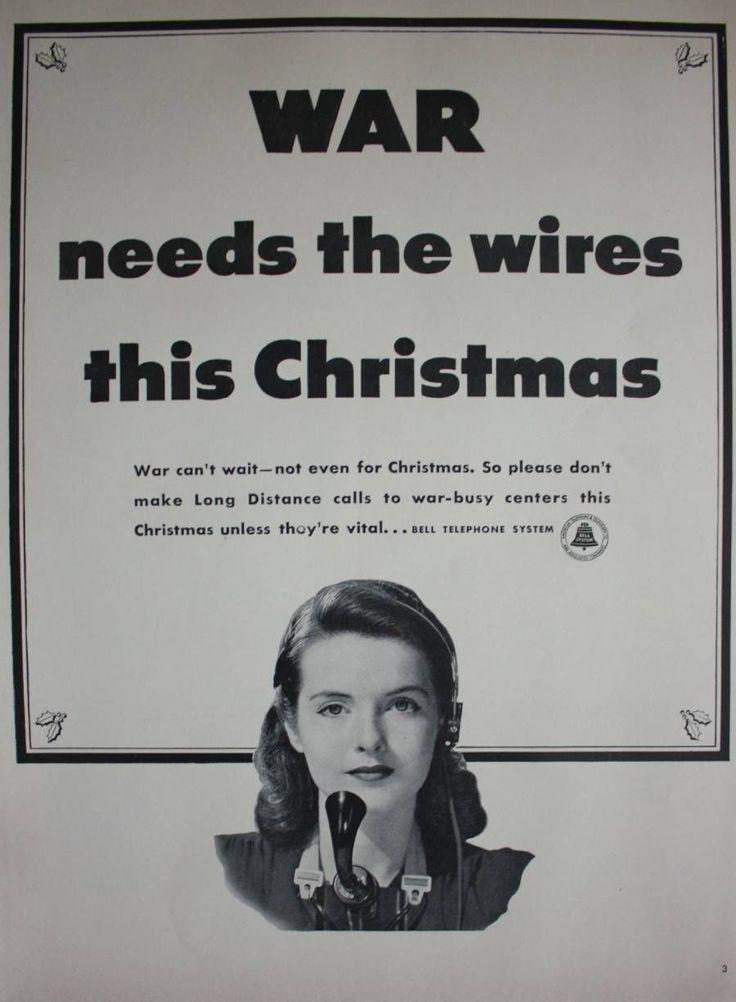 WAR
needs the wires
this Christmas
War can't wait—not even for Christmas. So please don't
make Long Distance calls to war-busy centers this
Christmas unless they're vital... BELL TELEPHONE SYSTEM
BELL
SYSTEM
3